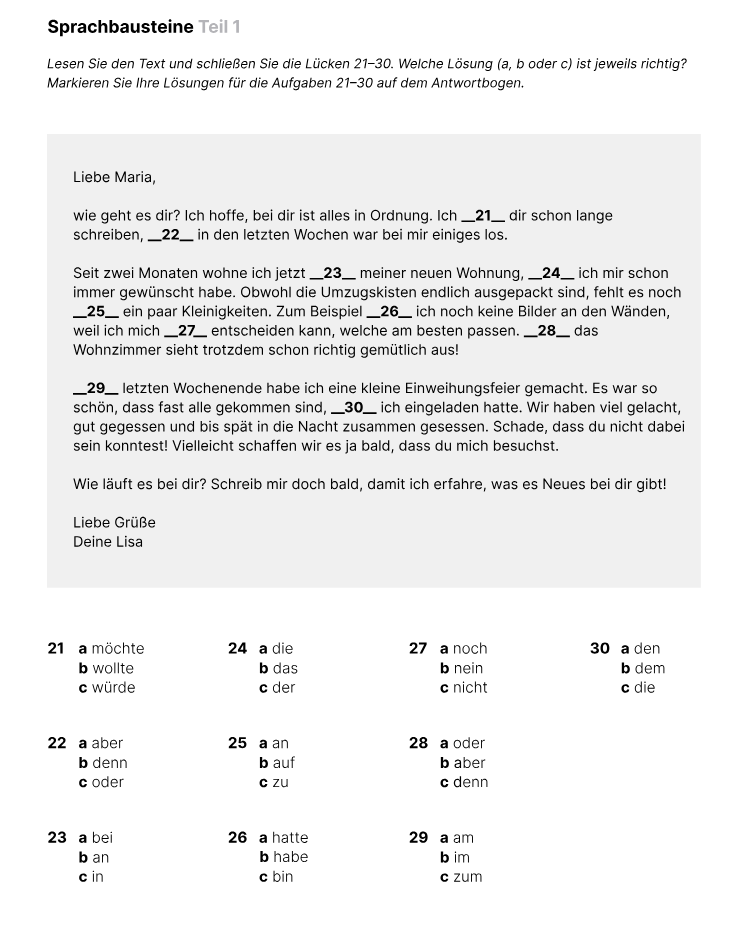 Sprachbausteine Teil 1
Lesen Sie den Text und schließen Sie die Lücken 21–30. Welche Lösung (a, b oder c) ist jeweils richtig?
Markieren Sie Ihre Lösungen für die Aufgaben 21–30 auf dem Antwortbogen.
Liebe Maria,
wie geht es dir? Ich hoffe, bei dir ist alles in Ordnung. Ich __21__ dir schon lange
schreiben, __22__ in den letzten Wochen war bei mir einiges los.
Seit zwei Monaten wohne ich jetzt __23__ meiner neuen Wohnung, __24__ ich mir schon
immer gewünscht habe. Obwohl die Umzugskisten endlich ausgepackt sind, fehlt es noch
__25__ ein paar Kleinigkeiten. Zum Beispiel __26__ ich noch keine Bilder an den Wänden,
weil ich mich __27__ entscheiden kann, welche am besten passen. __28__ das
Wohnzimmer sieht trotzdem schon richtig gemütlich aus!
__29__ letzten Wochenende habe ich eine kleine Einweihungsfeier gemacht. Es war so
schön, dass fast alle gekommen sind, __30__ ich eingeladen hatte. Wir haben viel gelacht,
gut gegessen und bis spät in die Nacht zusammen gesessen. Schade, dass du nicht dabei
sein konntest! Vielleicht schaffen wir es ja bald, dass du mich besuchst.
Wie läuft es bei dir? Schreib mir doch bald, damit ich erfahre, was es Neues bei dir gibt!
Liebe Grüße
Deine Lisa
21 a möchte
b wollte
c würde
24 a die
b das
c der
27 a noch
b nein
c nicht
30 a den
b dem
c die
22 a aber
b denn
c oder
25 a an
b auf
c zu
28 a oder
b aber
c denn
23 a bei
b an
c in
26 a hatte
b habe
c bin
29 a am
b im
c zum